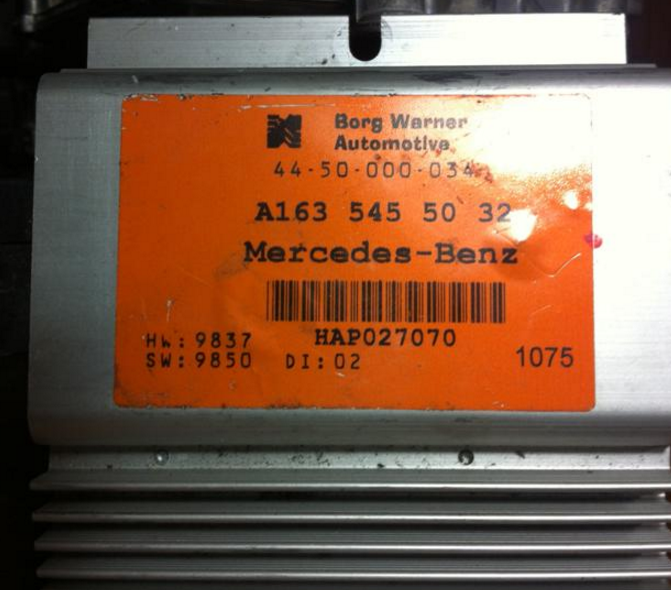 Borg Warner
Automotive
44-50-000-034
A163 545 50 32
Mercedes-Benz
HW: 9837 HAP027070
SW: 9850 DI: 02 1075